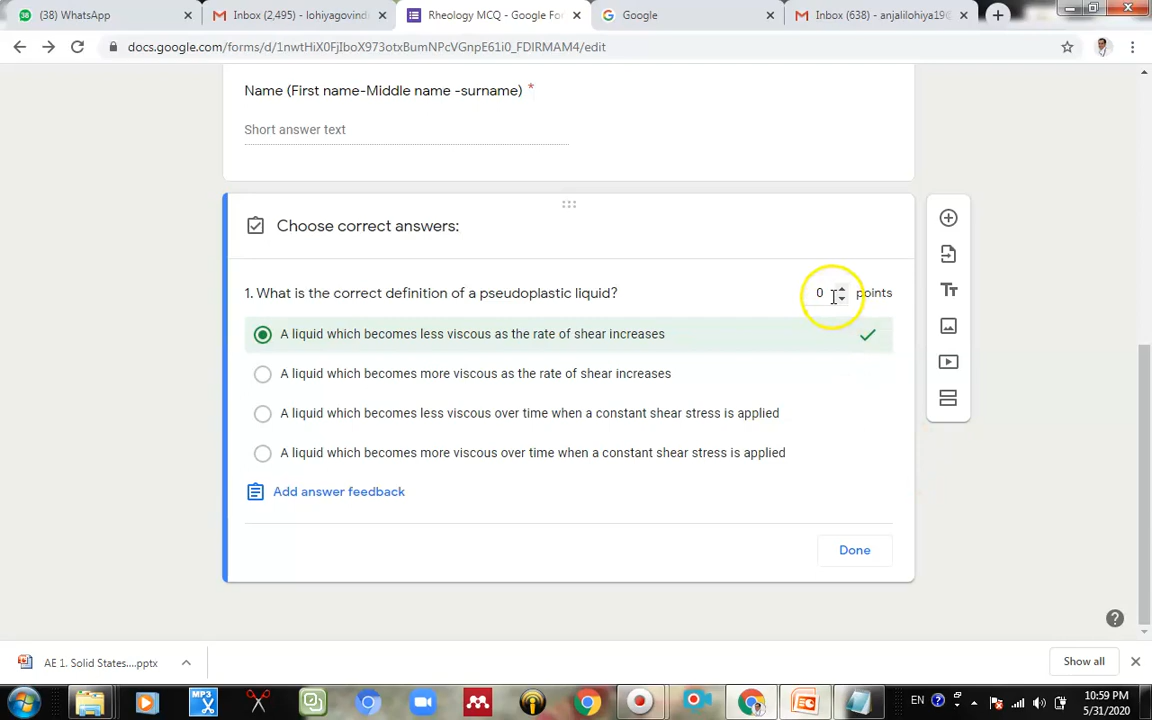 (38) WhatsApp
Inbox (2,495) - lohiyagovind
Rheology MCQ - Google Fo
Google
Inbox (638) - anjalilohiya19@
docs.google.com/forms/d/1nwtHiX0FjIboX973otxBumNPcVGnpE61i0_FDIRMAM4/edit
Name (First name-Middle name -surname) *
Short answer text
Choose correct answers:
1. What is the correct definition of a pseudoplastic liquid?
0 points
A liquid which becomes less viscous as the rate of shear increases
A liquid which becomes more viscous as the rate of shear increases
A liquid which becomes less viscous over time when a constant shear stress is applied
A liquid which becomes more viscous over time when a constant shear stress is applied
Add answer feedback
Done
AE 1. Solid States....pptx
Show all
EN
10:59 PM
5/31/2020